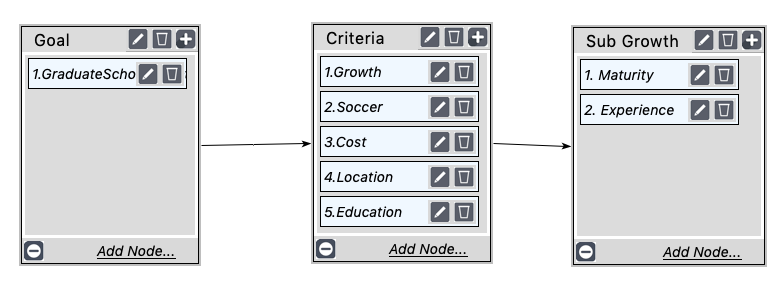 Goal
1.GraduateScho
Add Node...
Criteria
1.Growth
2.Soccer
3.Cost
4.Location
5.Education
Add Node...
Sub Growth
1. Maturity
2. Experience
Add Node...